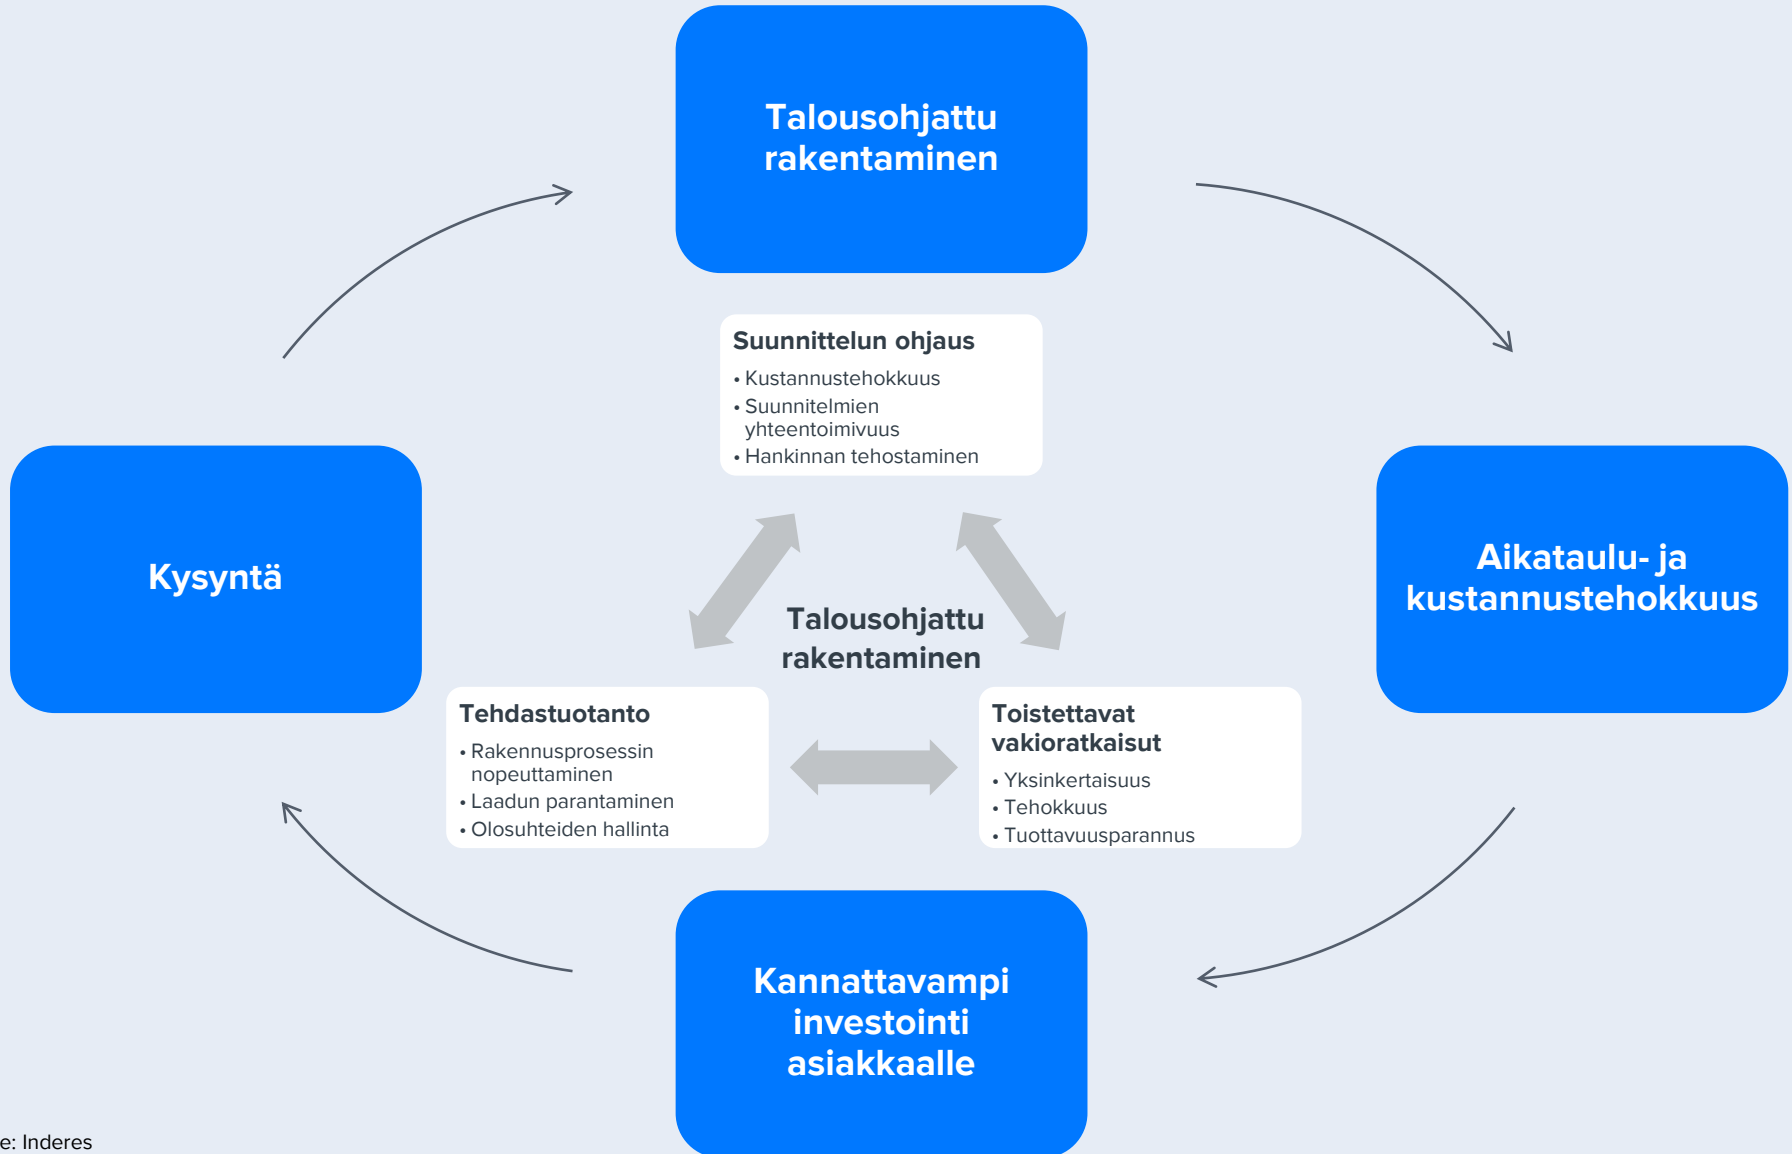 Talousohjattu
rakentaminen
Suunnittelun ohjaus
• Kustannustehokkuus
• Suunnitelmien
yhteentoimivuus
• Hankinnan tehostaminen
Kysyntä
Aikataulu- ja
kustannustehokkuus
Talousohjattu
rakentaminen
Tehdastuotanto
• Rakennusprosessin
nopeuttaminen
• Laadun parantaminen
• Olosuhteiden hallinta
Toistettavat
vakioratkaisut
• Yksinkertaisuus
• Tehokkuus
• Tuottavuusparannus
Kannattavampi
investointi
asiakkaalle
e: Inderes